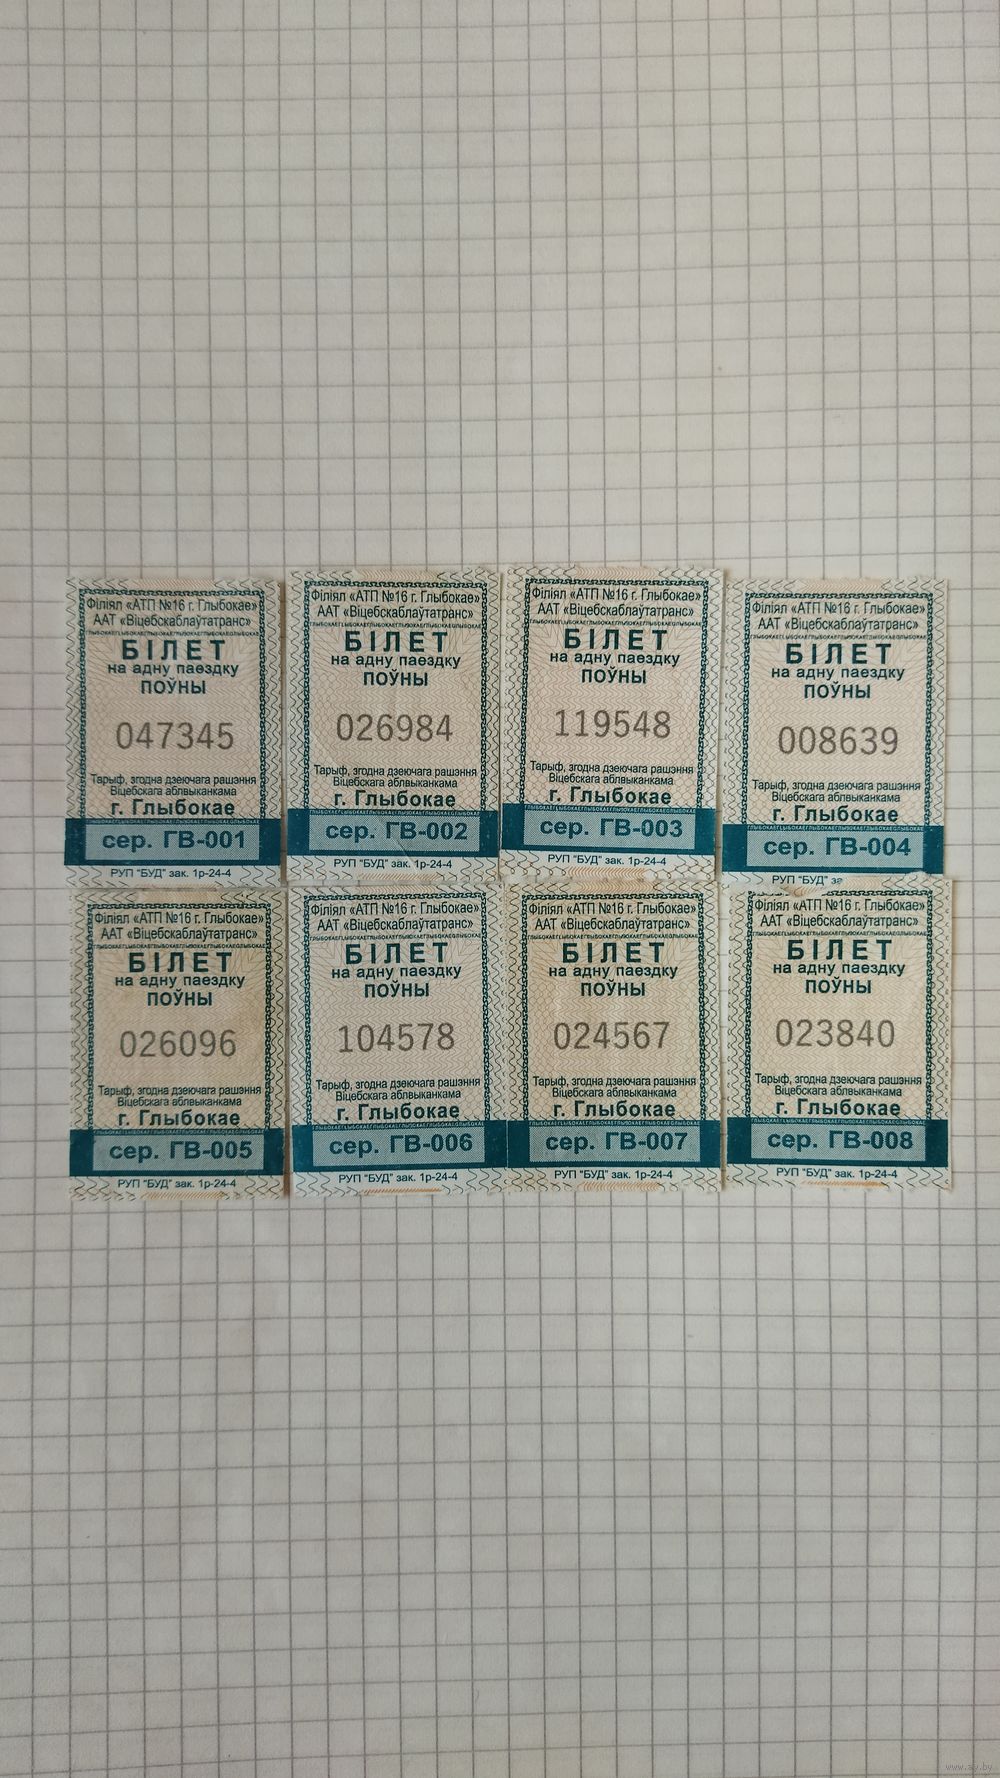 Філіял «АТП №16 г. Глыбокае»
ААТ «Віцебскаблаўтатранс»
БІЛЕТ
на адну паездку
ПОЎНЫ
047345
Тарыф, згодна дзеючага рашэння
Віцебскага аблвыканкама
г. Глыбокае
сер. ГВ-001
РУП "БУД" зак. 1р-24-4
Філіял «АТП №16 г. Глыбокае»
ААТ «Віцебскаблаўтатранс»
БІЛЕТ
на адну паездку
ПОЎНЫ
026984
Тарыф, згодна дзеючага рашэння
Віцебскага аблвыканкама
г. Глыбокае
сер. ГВ-002
РУП "БУД" зак. 1р-24-4
Філіял «АТП №16 г. Глыбокае»
ААТ «Віцебскаблаўтатранс»
БІЛЕТ
на адну паездку
ПОЎНЫ
119548
Тарыф, згодна дзеючага рашэння
Віцебскага аблвыканкама
г. Глыбокае
сер. ГВ-003
РУП "БУД" зак. 1р-24-4
Філіял «АТП №16 г. Глыбокае»
ААТ «Віцебскаблаўтатранс»
БІЛЕТ
на адну паездку
ПОЎНЫ
008639
Тарыф, згодна дзеючага рашэння
Віцебскага аблвыканкама
г. Глыбокае
сер. ГВ-004
РУП "БУД"
Філіял «АТП №16 г. Глыбокае»
ААТ «Віцебскаблаўтатранс»
БІЛЕТ
на адну паездку
ПОЎНЫ
026096
Тарыф, згодна дзеючага рашэння
Віцебскага аблвыканкама
г. Глыбокае
сер. ГВ-005
РУП "БУД" зак. 1р-24-4
Філіял «АТП №16 г. Глыбокае»
ААТ «Віцебскаблаўтатранс»
БІЛЕТ
на адну паездку
ПОЎНЫ
104578
Тарыф, згодна дзеючага рашэння
Віцебскага аблвыканкама
г. Глыбокае
сер. ГВ-006
РУП "БУД" зак. 1р-24-4
Філіял «АТП №16 г. Глыбокае»
ААТ «Віцебскаблаўтатранс»
БІЛЕТ
на адну паездку
ПОЎНЫ
024567
Тарыф, згодна дзеючага рашэння
Віцебскага аблвыканкама
г. Глыбокае
сер. ГВ-007
РУП "БУД" зак. 1р-24-4
Філіял «АТП №16 г. Глыбокае»
ААТ «Віцебскаблаўтатранс»
БІЛЕТ
на адну паездку
ПОЎНЫ
023840
Тарыф, згодна дзеючага рашэння
Віцебскага аблвыканкама
г. Глыбокае
сер. ГВ-008
РУП "БУД" зак. 1р-24-4
www.ay.by